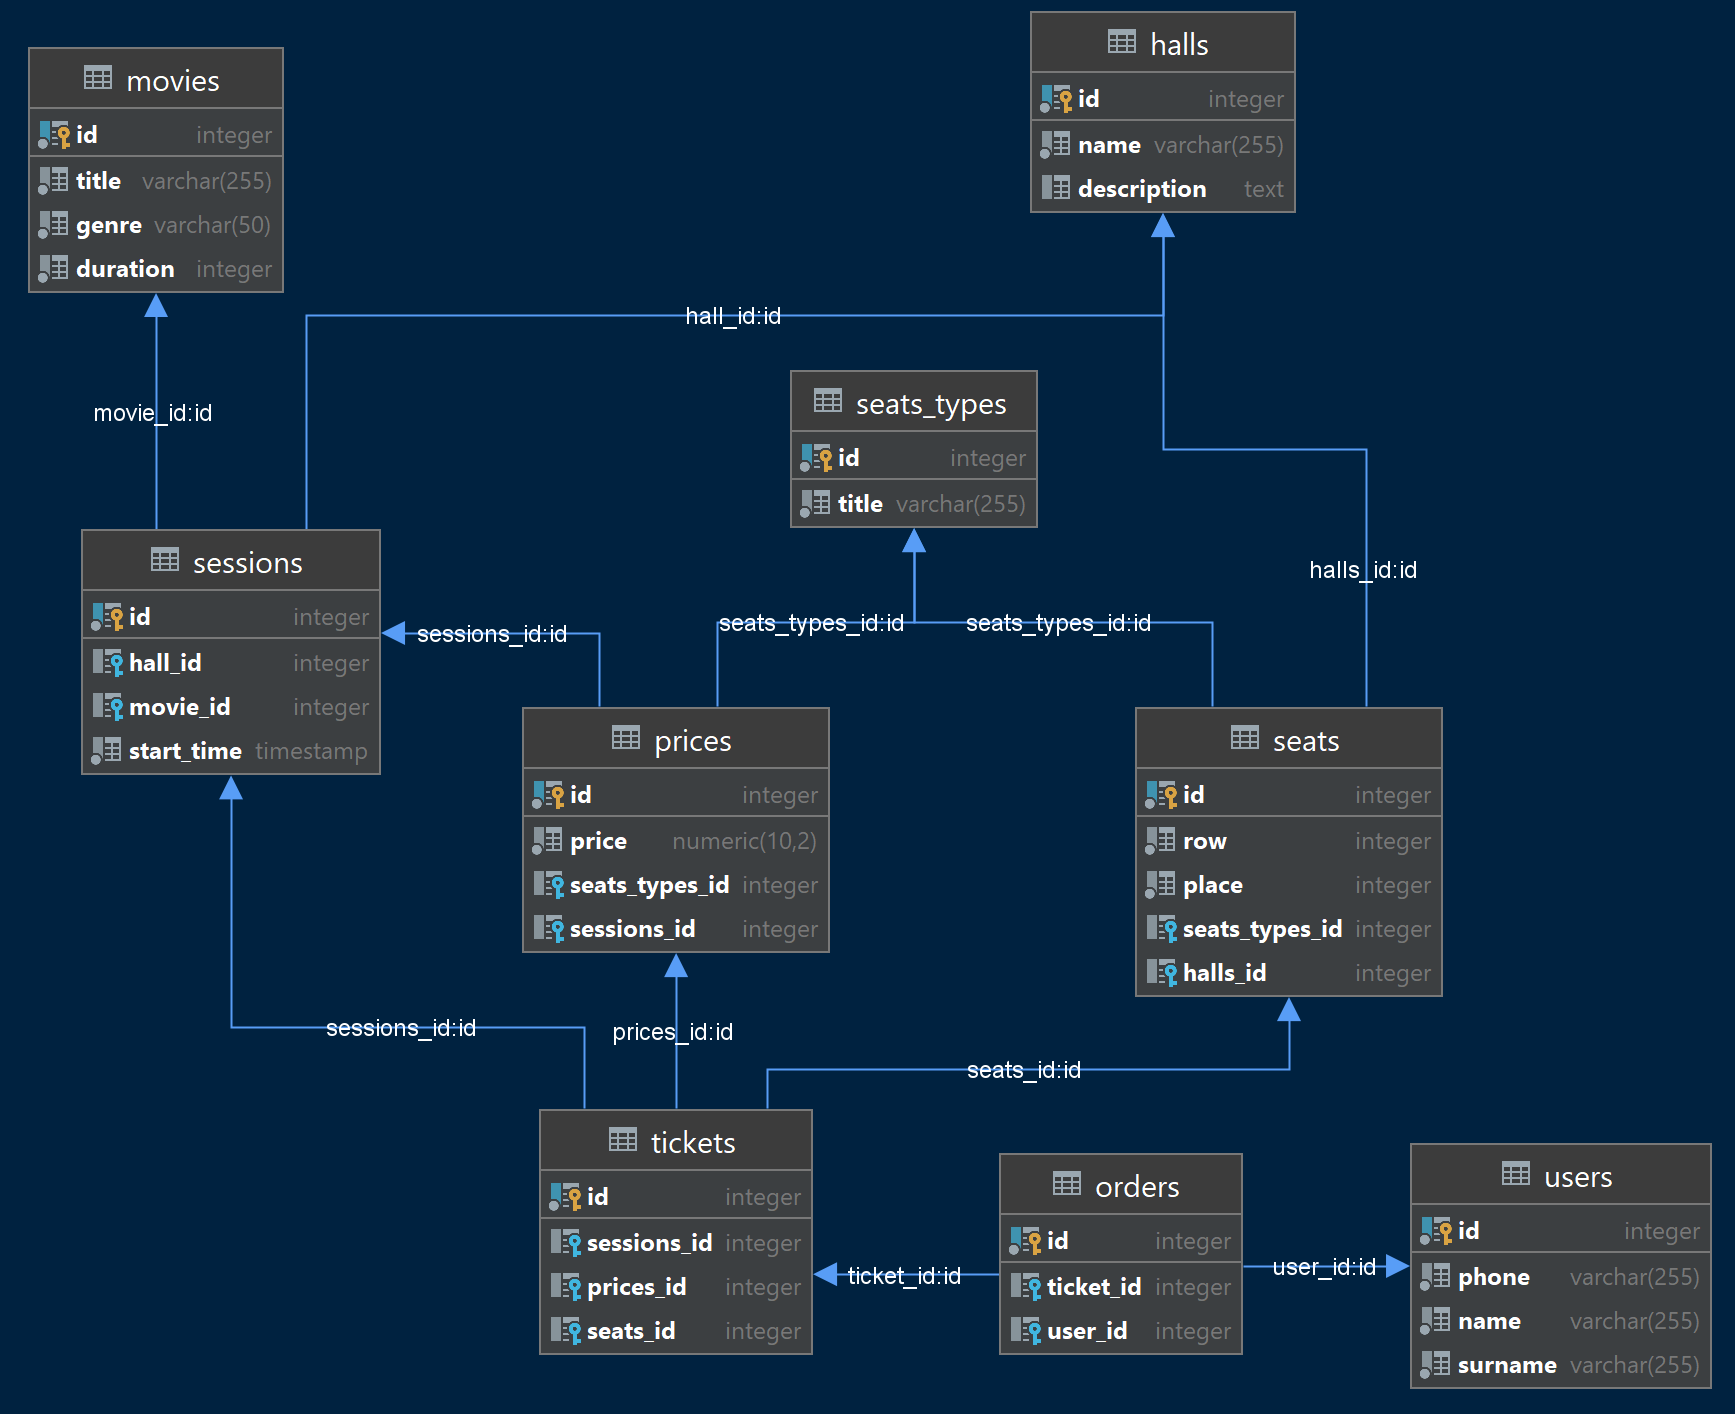 movies
id integer
title varchar(255)
genre varchar(50)
duration integer
halls
id integer
name varchar(255)
description text
hall_id:id
movie_id:id
seats_types
id integer
title varchar(255)
halls_id:id
sessions
id integer
hall_id integer
movie_id integer
start_time timestamp
sessions_id:id
seats_types_id:id
seats_types_id:id
prices
id integer
price numeric(10,2)
seats_types_id integer
sessions_id integer
seats
id integer
row integer
place integer
seats_types_id integer
halls_id integer
sessions_id:id
prices_id:id
seats_id:id
tickets
id integer
sessions_id integer
prices_id integer
seats_id integer
ticket_id:id
orders
id integer
ticket_id integer
user_id integer
user_id:id
users
id integer
phone varchar(255)
name varchar(255)
surname varchar(255)